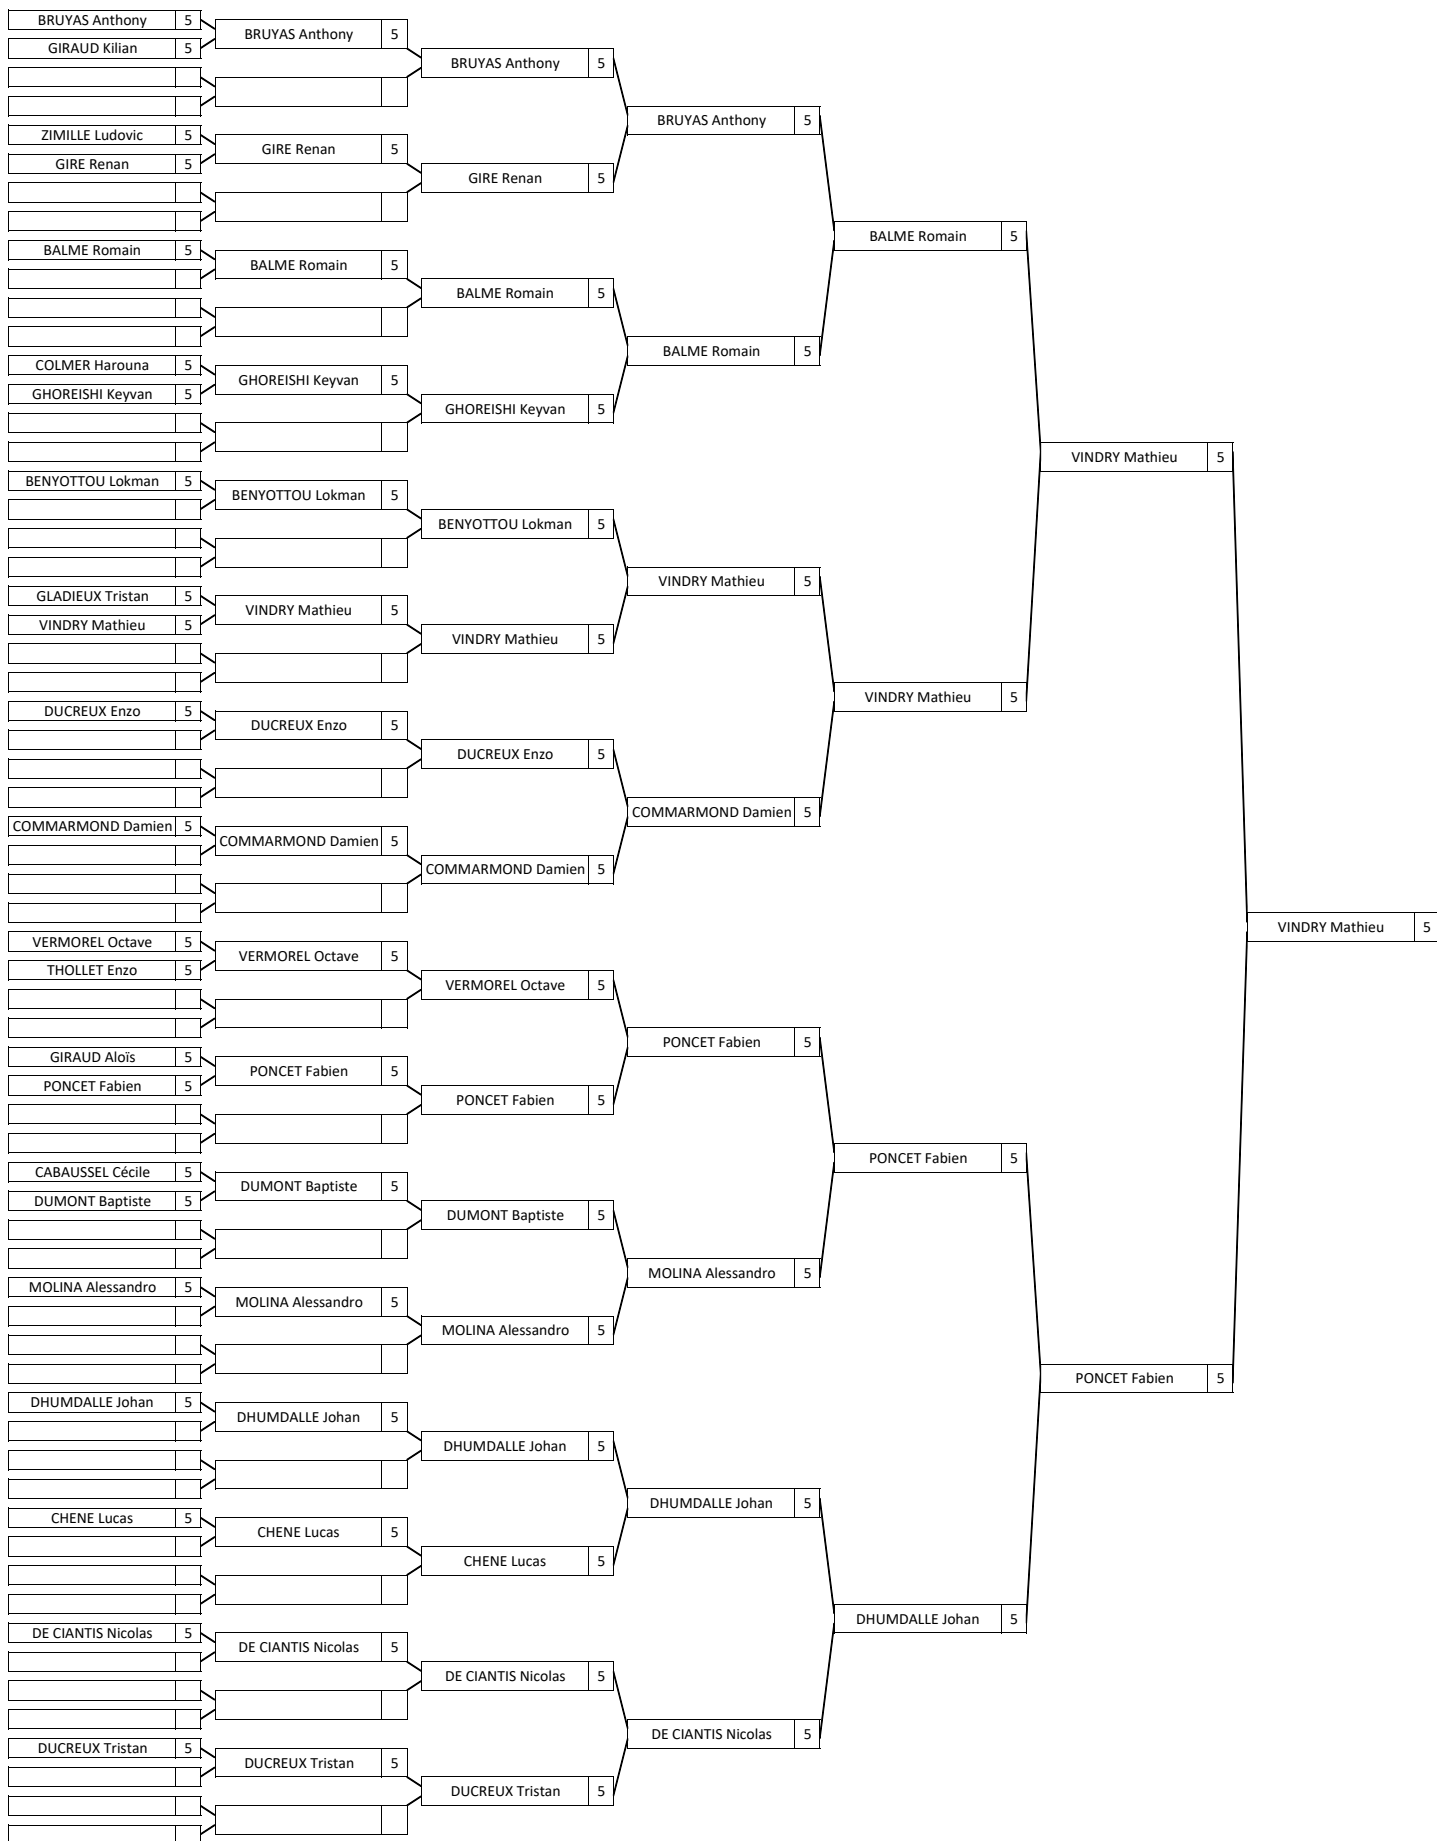 BRUYAS Anthony 5
GIRAUD Kilian 5
ZIMILLE Ludovic 5
GIRE Renan 5
BALME Romain 5
COLMER Harouna 5
GHOREISHI Keyvan 5
BENYOTTOU Lokman 5
GLADIEUX Tristan 5
VINDRY Mathieu 5
DUCREUX Enzo 5
COMMARMOND Damien 5
VERMOREL Octave 5
THOLLET Enzo 5
GIRAUD Aloïs 5
PONCET Fabien 5
CABAUSSEL Cécile 5
DUMONT Baptiste 5
MOLINA Alessandro 5
DHUMDALLE Johan 5
CHENE Lucas 5
DE CIANTIS Nicolas 5
DUCREUX Tristan 5
BRUYAS Anthony 5
GIRE Renan 5
BALME Romain 5
GHOREISHI Keyvan 5
BENYOTTOU Lokman 5
VINDRY Mathieu 5
DUCREUX Enzo 5
COMMARMOND Damien 5
VERMOREL Octave 5
PONCET Fabien 5
DUMONT Baptiste 5
MOLINA Alessandro 5
DHUMDALLE Johan 5
CHENE Lucas 5
DE CIANTIS Nicolas 5
DUCREUX Tristan 5
BRUYAS Anthony 5
GIRE Renan 5
BALME Romain 5
GHOREISHI Keyvan 5
BENYOTTOU Lokman 5
VINDRY Mathieu 5
DUCREUX Enzo 5
COMMARMOND Damien 5
VERMOREL Octave 5
PONCET Fabien 5
DUMONT Baptiste 5
MOLINA Alessandro 5
DHUMDALLE Johan 5
CHENE Lucas 5
DE CIANTIS Nicolas 5
DUCREUX Tristan 5
BRUYAS Anthony 5
BALME Romain 5
VINDRY Mathieu 5
COMMARMOND Damien 5
PONCET Fabien 5
MOLINA Alessandro 5
DHUMDALLE Johan 5
DE CIANTIS Nicolas 5
BALME Romain 5
VINDRY Mathieu 5
PONCET Fabien 5
DHUMDALLE Johan 5
VINDRY Mathieu 5
PONCET Fabien 5
VINDRY Mathieu 5